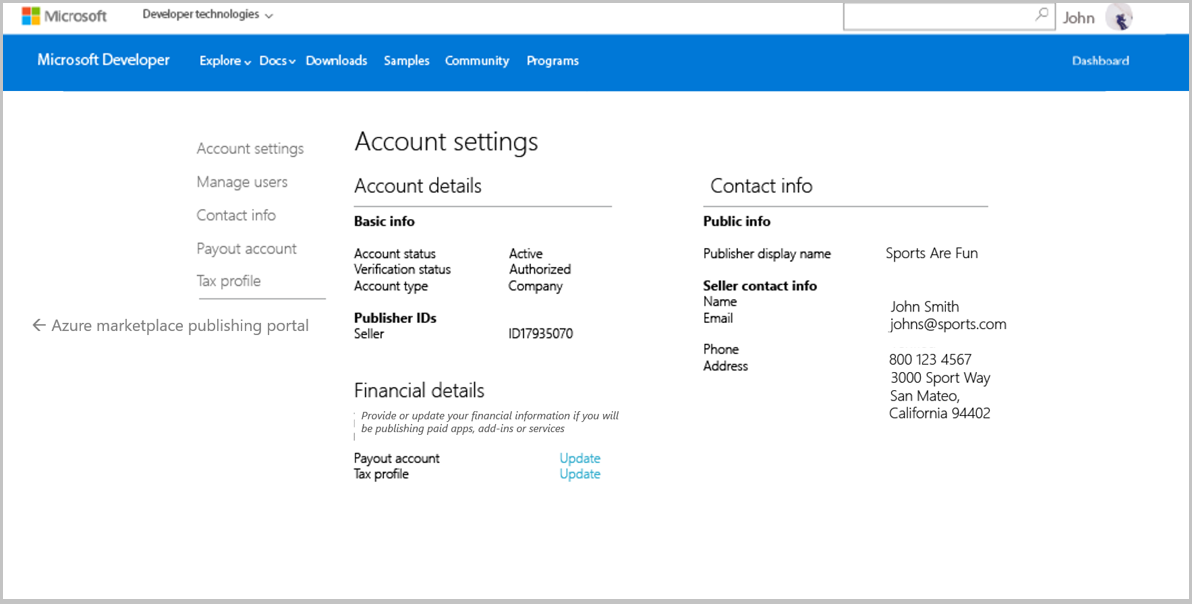 Microsoft Developer technologies John
Microsoft Developer Explore Docs Downloads Samples Community Programs Dashboard
Account settings
Manage users
Contact info
Payout account
Tax profile
← Azure marketplace publishing portal
Account settings
Account details
Basic info
Account status Active
Verification status Authorized
Account type Company
Publisher IDs
Seller ID17935070
Financial details
Provide or update your financial information if you will
be publishing paid apps, add-ins or services
Payout account Update
Tax profile Update
Contact info
Public info
Publisher display name Sports Are Fun
Seller contact info
Name John Smith
Email johns@sports.com
Phone 800 123 4567
Address 3000 Sport Way
San Mateo,
California 94402